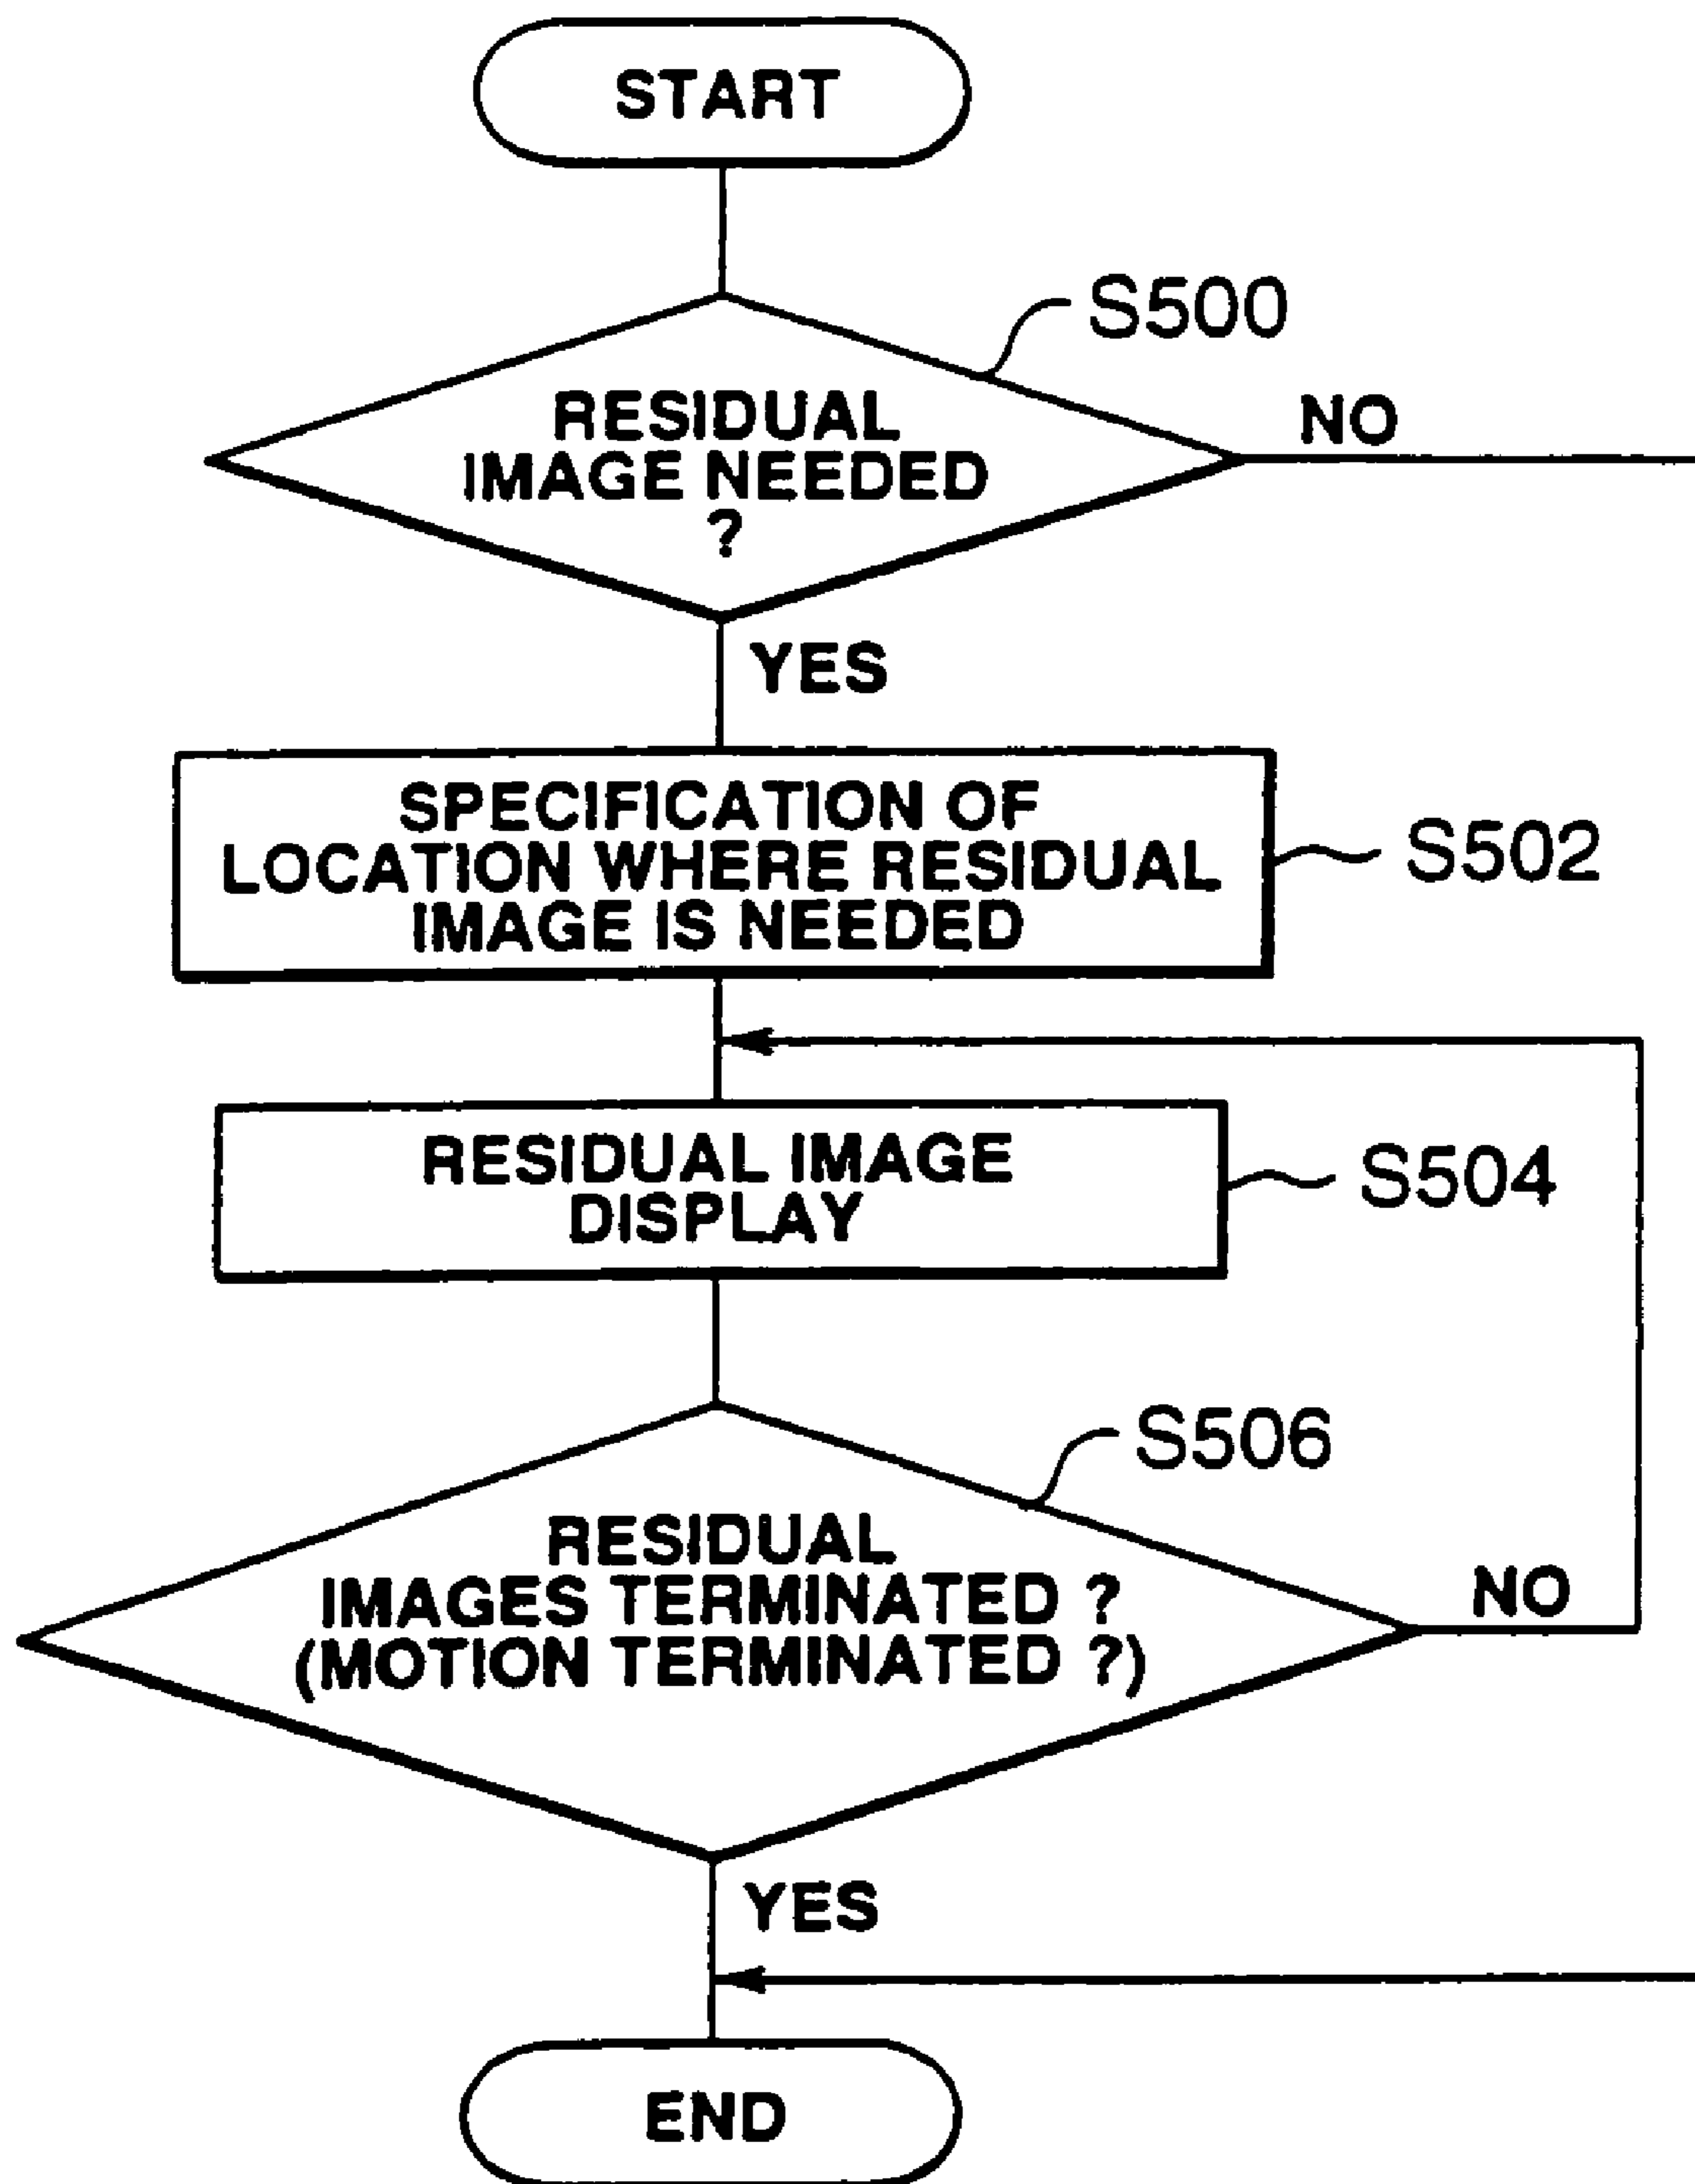 START
S500
RESIDUAL
IMAGE NEEDED
?
NO
YES
SPECIFICATION OF
LOCATION WHERE RESIDUAL
IMAGE IS NEEDED
S502
RESIDUAL IMAGE
DISPLAY
S504
S506
RESIDUAL
IMAGES TERMINATED ?
(MOTION TERMINATED ?)
NO
YES
END